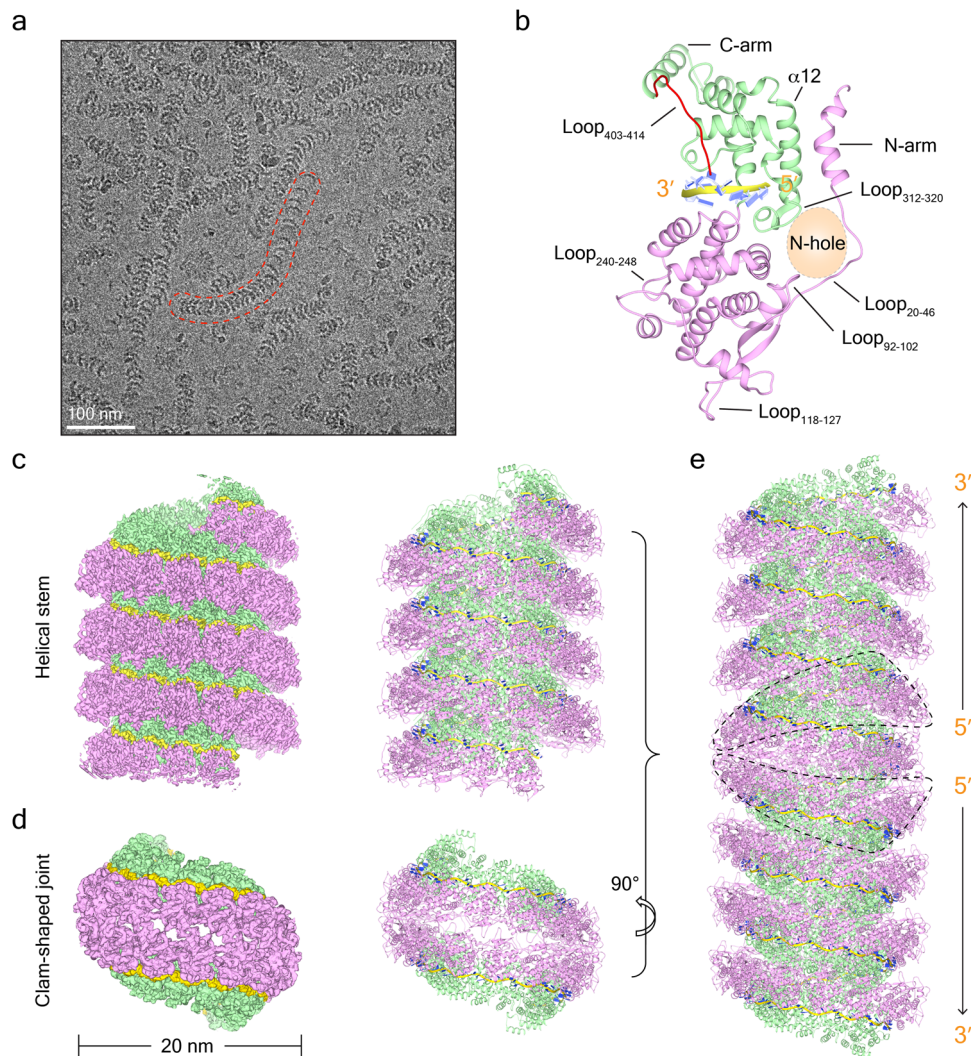 a
100 nm
b
C-arm
α12
Loop403-414
N-arm
3′
5′
Loop312-320
N-hole
Loop240-248
Loop20-46
Loop92-102
Loop118-127
c
Helical stem
d
Clam-shaped joint
20 nm
90°
e
3′
5′
5′
3′